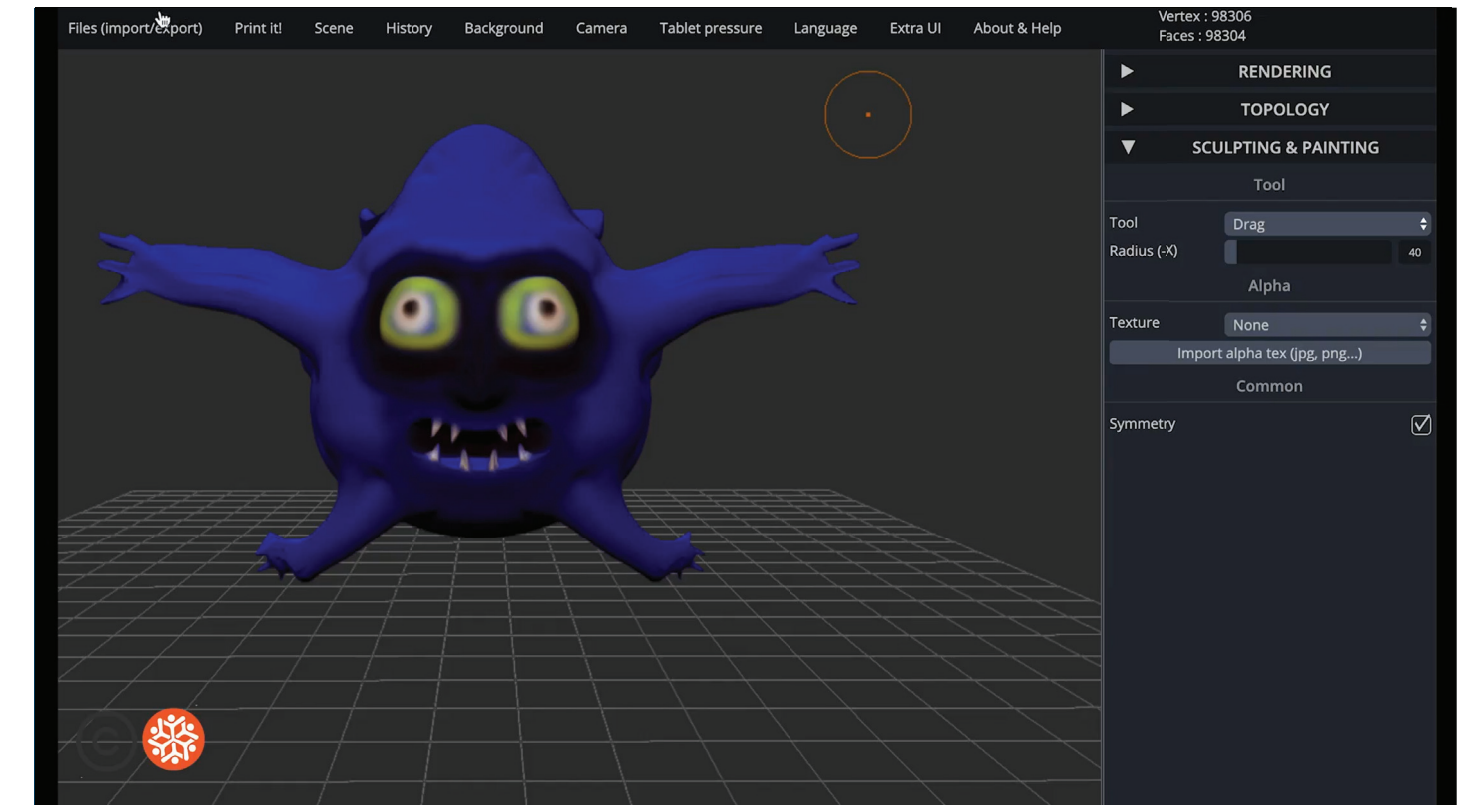 Files (import/export) Print it! Scene History Background Camera Tablet pressure Language Extra UI About & Help
Vertex : 98306
Faces : 98304
RENDERING
TOPOLOGY
SCULPTING & PAINTING
Tool
Tool Drag
Radius (-X) 40
Alpha
Texture None
Import alpha tex (jpg, png...)
Common
Symmetry
C